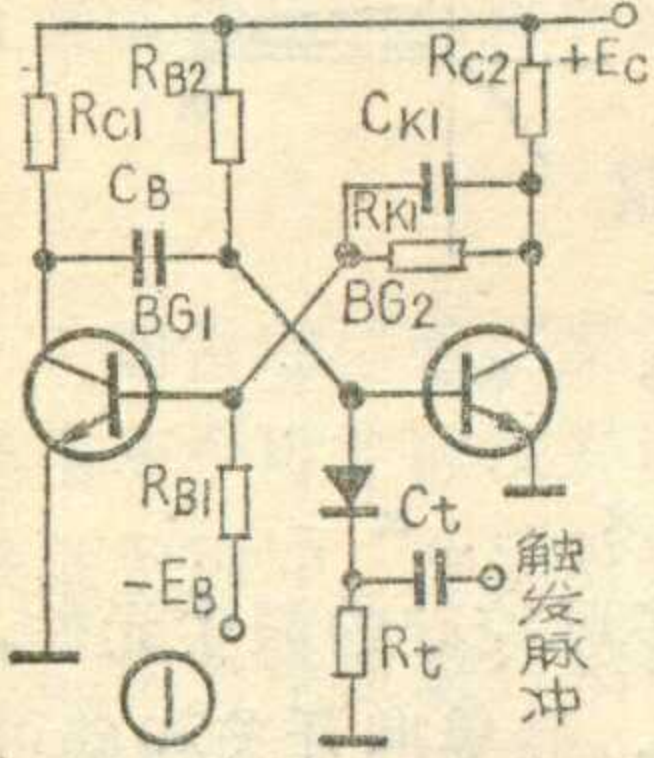 RB2
RC2
+EC
RC1
CK1
CB
RK1
BG1
BG2
RB1
Ct
-EB
Rt
触发脉冲
①